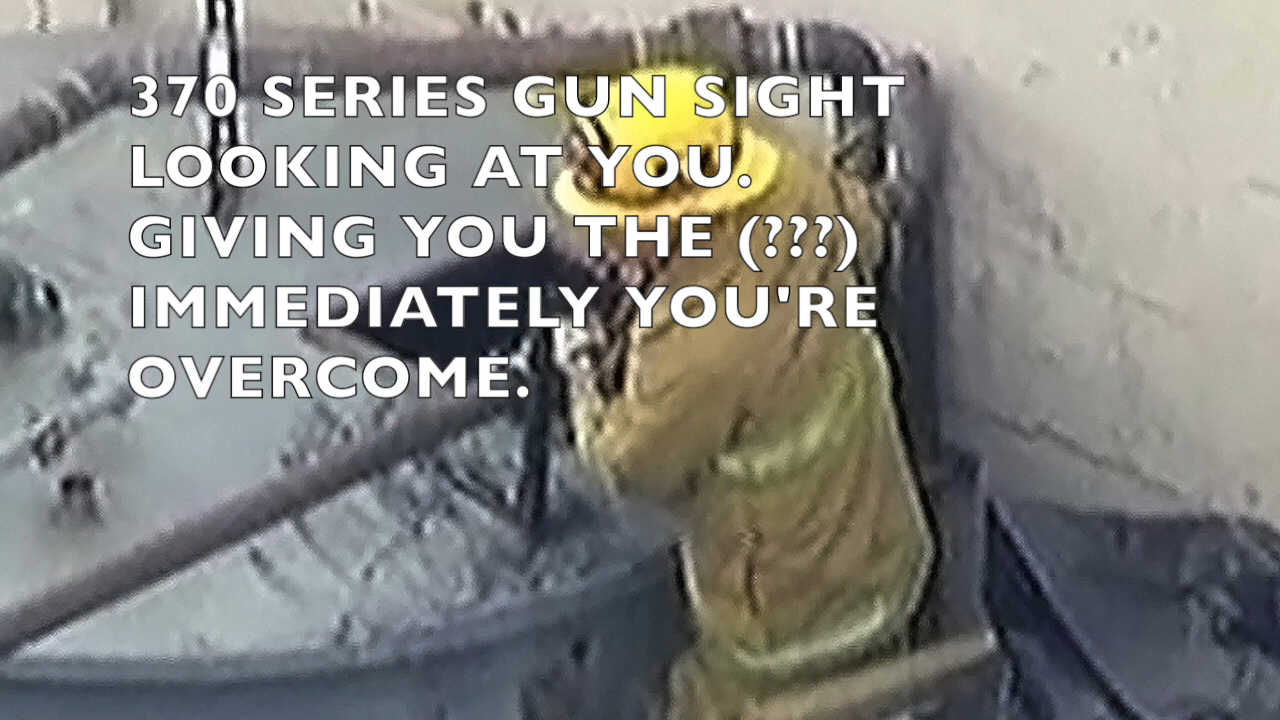 370 SERIES GUN SIGHT
LOOKING AT YOU.
GIVING YOU THE (???)
IMMEDIATELY YOU'RE
OVERCOME.